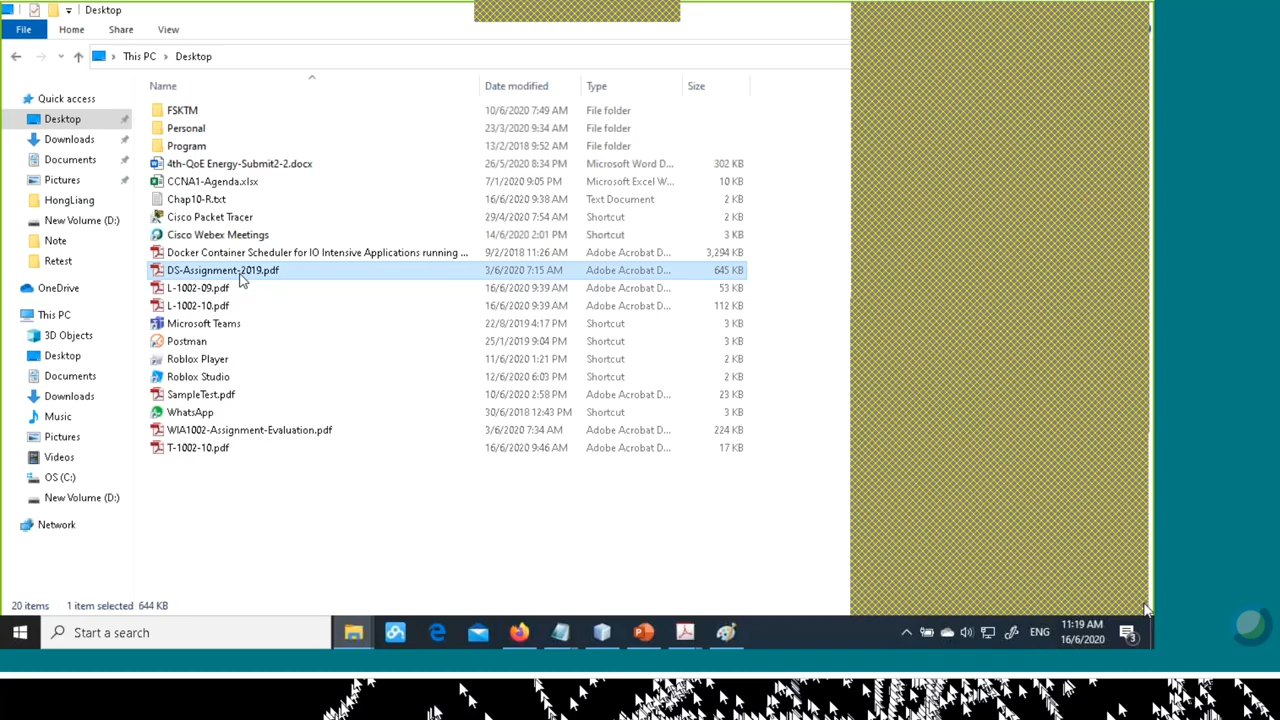 Desktop
File Home Share View
This PC Desktop
Name Date modified Type Size
Quick access
Desktop
Downloads
Documents
Pictures
HongLiang
New Volume (D:)
Note
Retest
OneDrive
This PC
3D Objects
Desktop
Documents
Downloads
Music
Pictures
Videos
OS (C:)
New Volume (D:)
Network
FSKTM 10/6/2020 7:49 AM File folder
Personal 23/3/2020 9:34 AM File folder
Program 13/2/2018 9:52 AM File folder
4th-QoE Energy-Submit2-2.docx 26/5/2020 8:34 PM Microsoft Word D... 302 KB
CCNA1-Agenda.xlsx 7/1/2020 9:05 PM Microsoft Excel W... 10 KB
Chap10-R.txt 16/6/2020 9:38 AM Text Document 2 KB
Cisco Packet Tracer 29/4/2020 7:54 AM Shortcut 2 KB
Cisco Webex Meetings 14/6/2020 2:01 PM Shortcut 3 KB
Docker Container Scheduler for IO Intensive Applications running ... 9/2/2018 11:26 AM Adobe Acrobat D... 3,294 KB
DS-Assignment-2019.pdf 3/6/2020 7:15 AM Adobe Acrobat D... 645 KB
L-1002-09.pdf 16/6/2020 9:39 AM Adobe Acrobat D... 53 KB
L-1002-10.pdf 16/6/2020 9:39 AM Adobe Acrobat D... 112 KB
Microsoft Teams 22/8/2019 4:17 PM Shortcut 3 KB
Postman 25/1/2019 9:04 PM Shortcut 3 KB
Roblox Player 11/6/2020 1:21 PM Shortcut 3 KB
Roblox Studio 12/6/2020 6:03 PM Shortcut 2 KB
SampleTest.pdf 10/6/2020 2:58 PM Adobe Acrobat D... 23 KB
WhatsApp 30/6/2018 12:43 PM Shortcut 3 KB
WIA1002-Assignment-Evaluation.pdf 3/6/2020 7:34 AM Adobe Acrobat D... 224 KB
T-1002-10.pdf 16/6/2020 9:46 AM Adobe Acrobat D... 17 KB
20 items 1 item selected 644 KB
Start a search
ENG
11:19 AM
16/6/2020
3